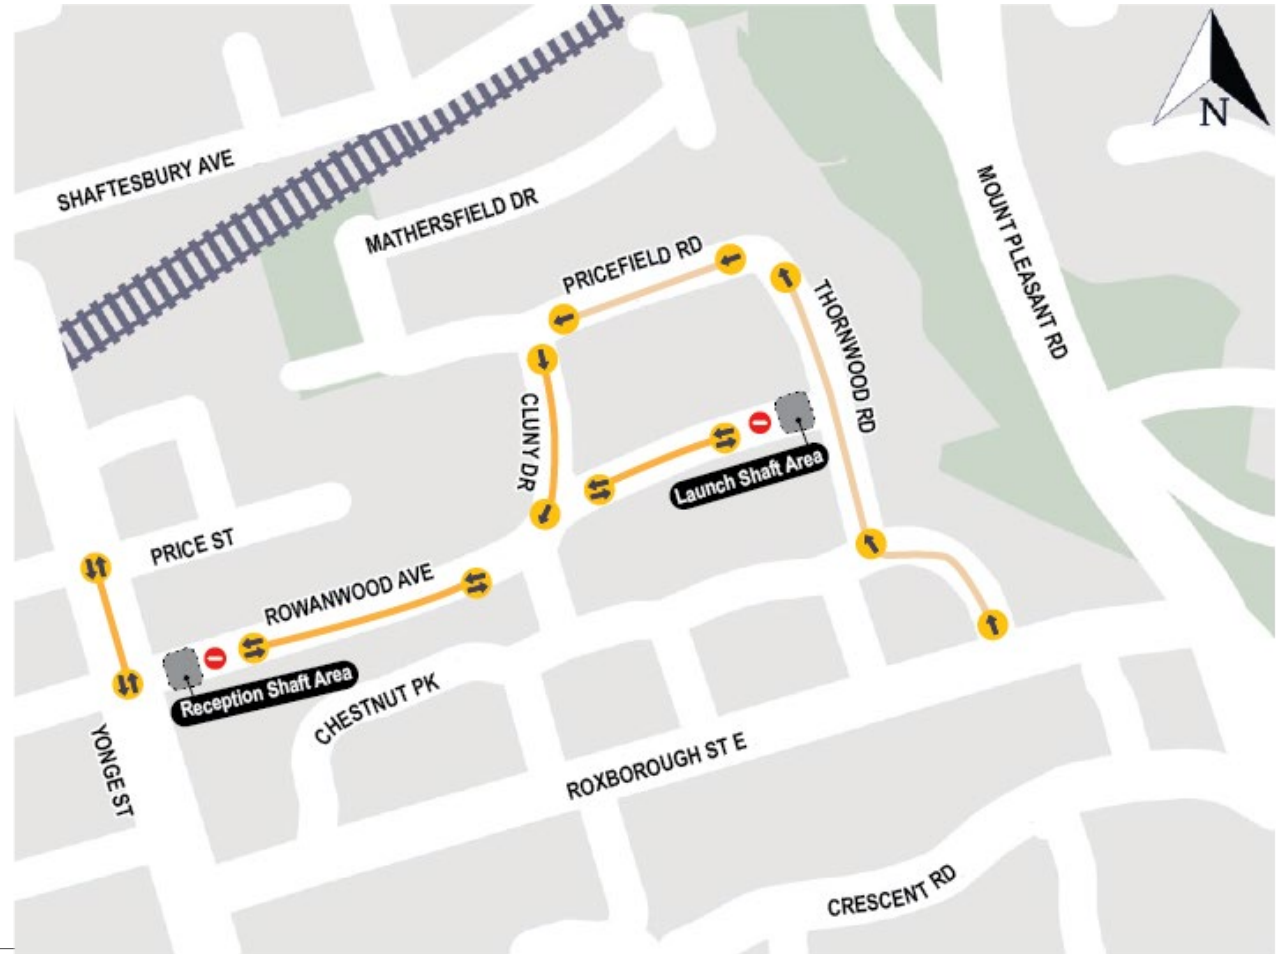 N
SHAFTESBURY AVE
MATHERSFIELD DR
MOUNT PLEASANT RD
PRICEFIELD RD
THORNWOOD RD
CLUNY DR
Launch Shaft Area
PRICE ST
ROWANWOOD AVE
Reception Shaft Area
CHESTNUT PK
YONGE ST
ROXBOROUGH ST E
CRESCENT RD